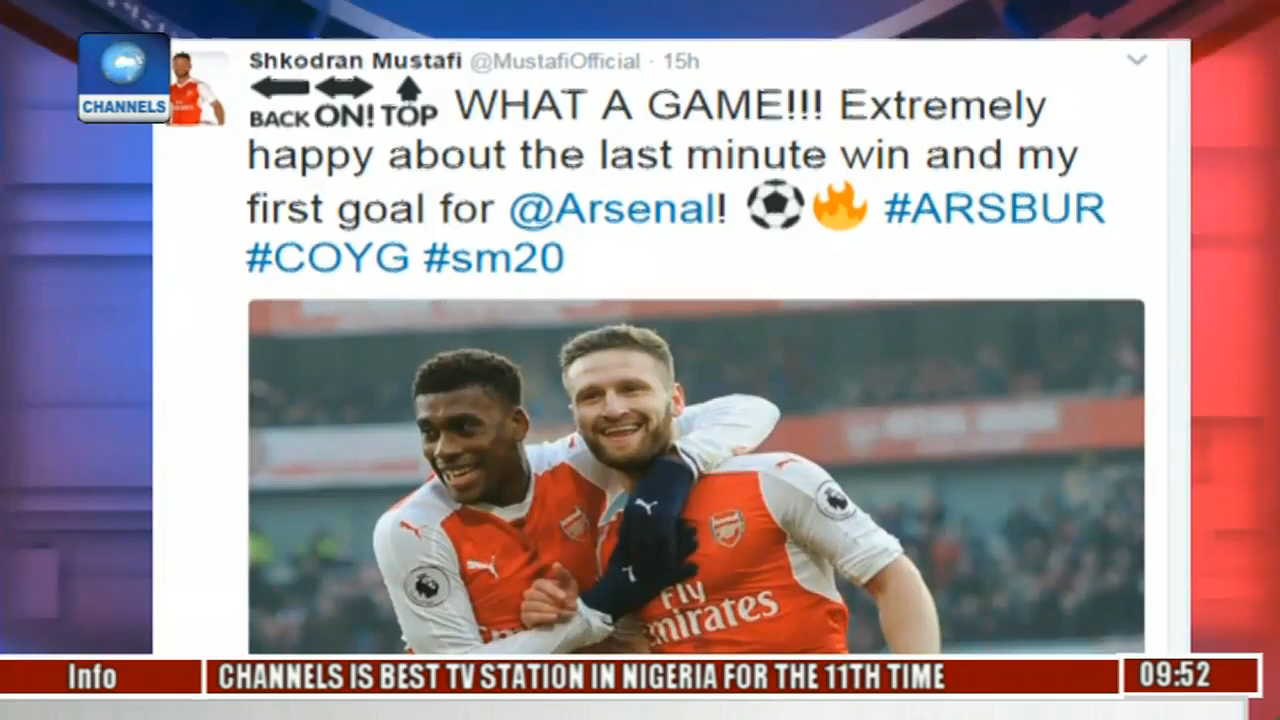 CHANNELS
Shkodran Mustafi @MustafiOfficial · 15h
BACK ON! TOP WHAT A GAME!!! Extremely
happy about the last minute win and my
first goal for @Arsenal! #ARSBUR
#COYG #sm20
Fly
Emirates
Info
CHANNELS IS BEST TV STATION IN NIGERIA FOR THE 11TH TIME
09:52